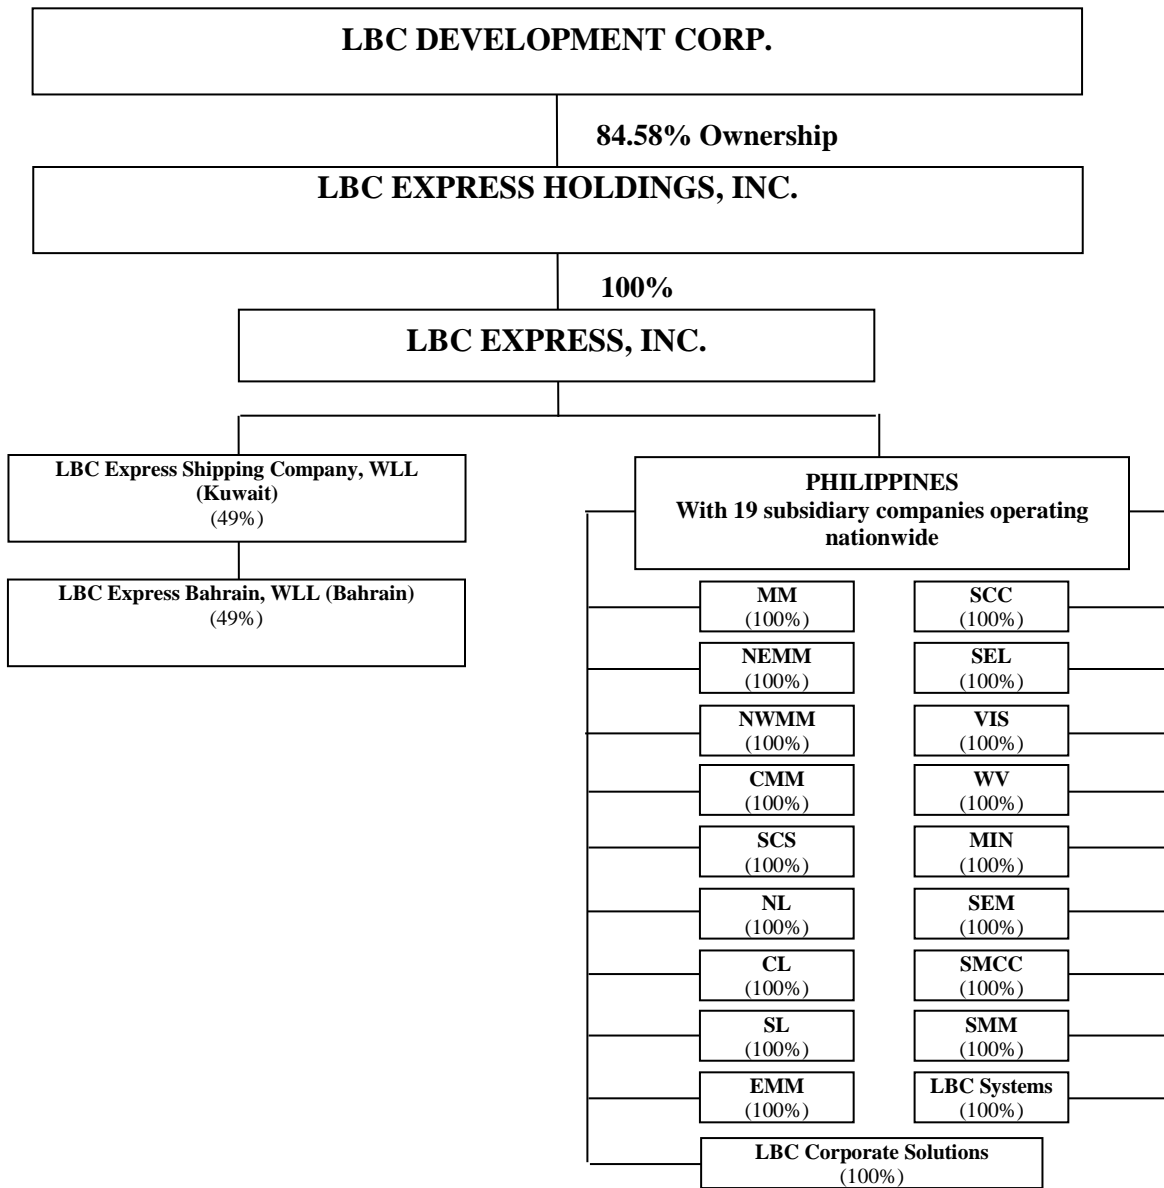 LBC DEVELOPMENT CORP.
84.58% Ownership
LBC EXPRESS HOLDINGS, INC.
100%
LBC EXPRESS, INC.
LBC Express Shipping Company, WLL
(Kuwait)
(49%)
LBC Express Bahrain, WLL (Bahrain)
(49%)
PHILIPPINES
With 19 subsidiary companies operating
nationwide
MM
(100%)
SCC
(100%)
NEMM
(100%)
SEL
(100%)
NWMM
(100%)
VIS
(100%)
CMM
(100%)
WV
(100%)
SCS
(100%)
MIN
(100%)
NL
(100%)
SEM
(100%)
CL
(100%)
SMCC
(100%)
SL
(100%)
SMM
(100%)
EMM
(100%)
LBC Systems
(100%)
LBC Corporate Solutions
(100%)